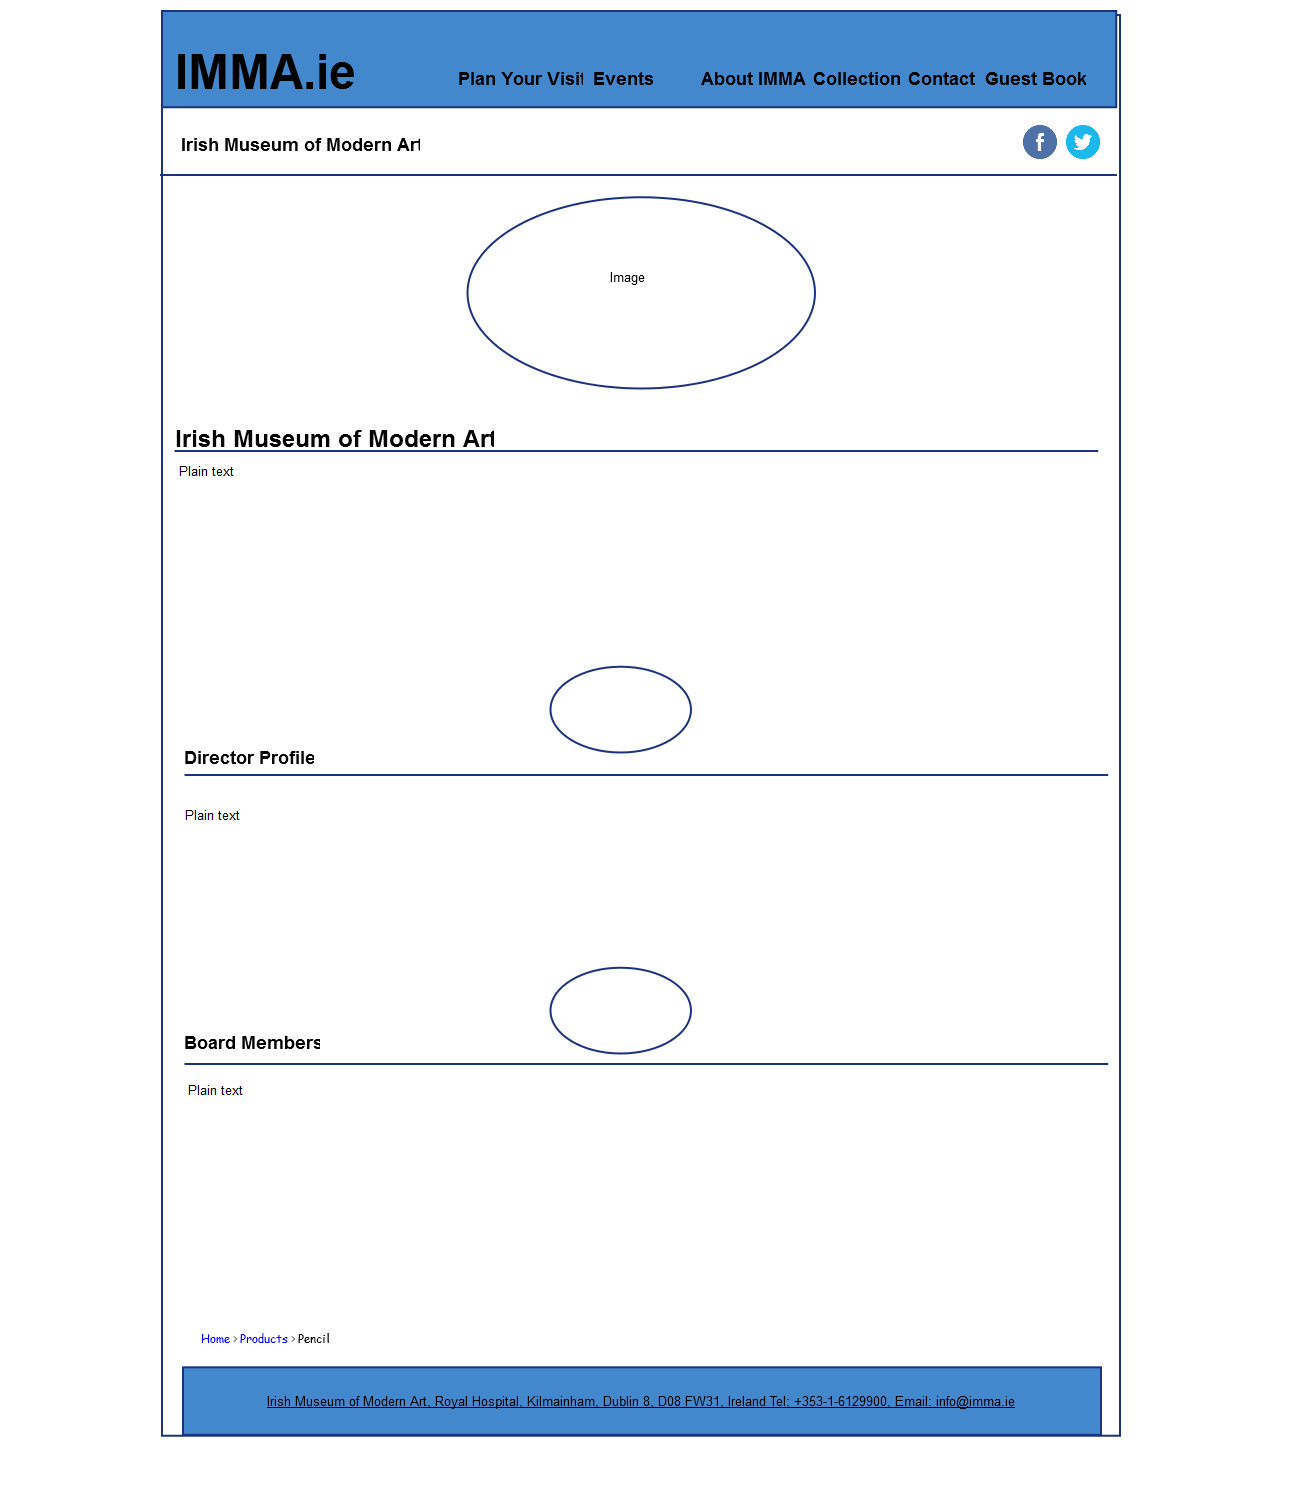 IMMA.ie
Plan Your Visit Events About IMMA Collection Contact Guest Book
Irish Museum of Modern Art
Image
Irish Museum of Modern Art
Plain text
Director Profile
Plain text
Board Members
Plain text
Home > Products > Pencil
Irish Museum of Modern Art, Royal Hospital, Kilmainham, Dublin 8, D08 FW31, Ireland Tel: +353-1-6129900, Email: info@imma.ie